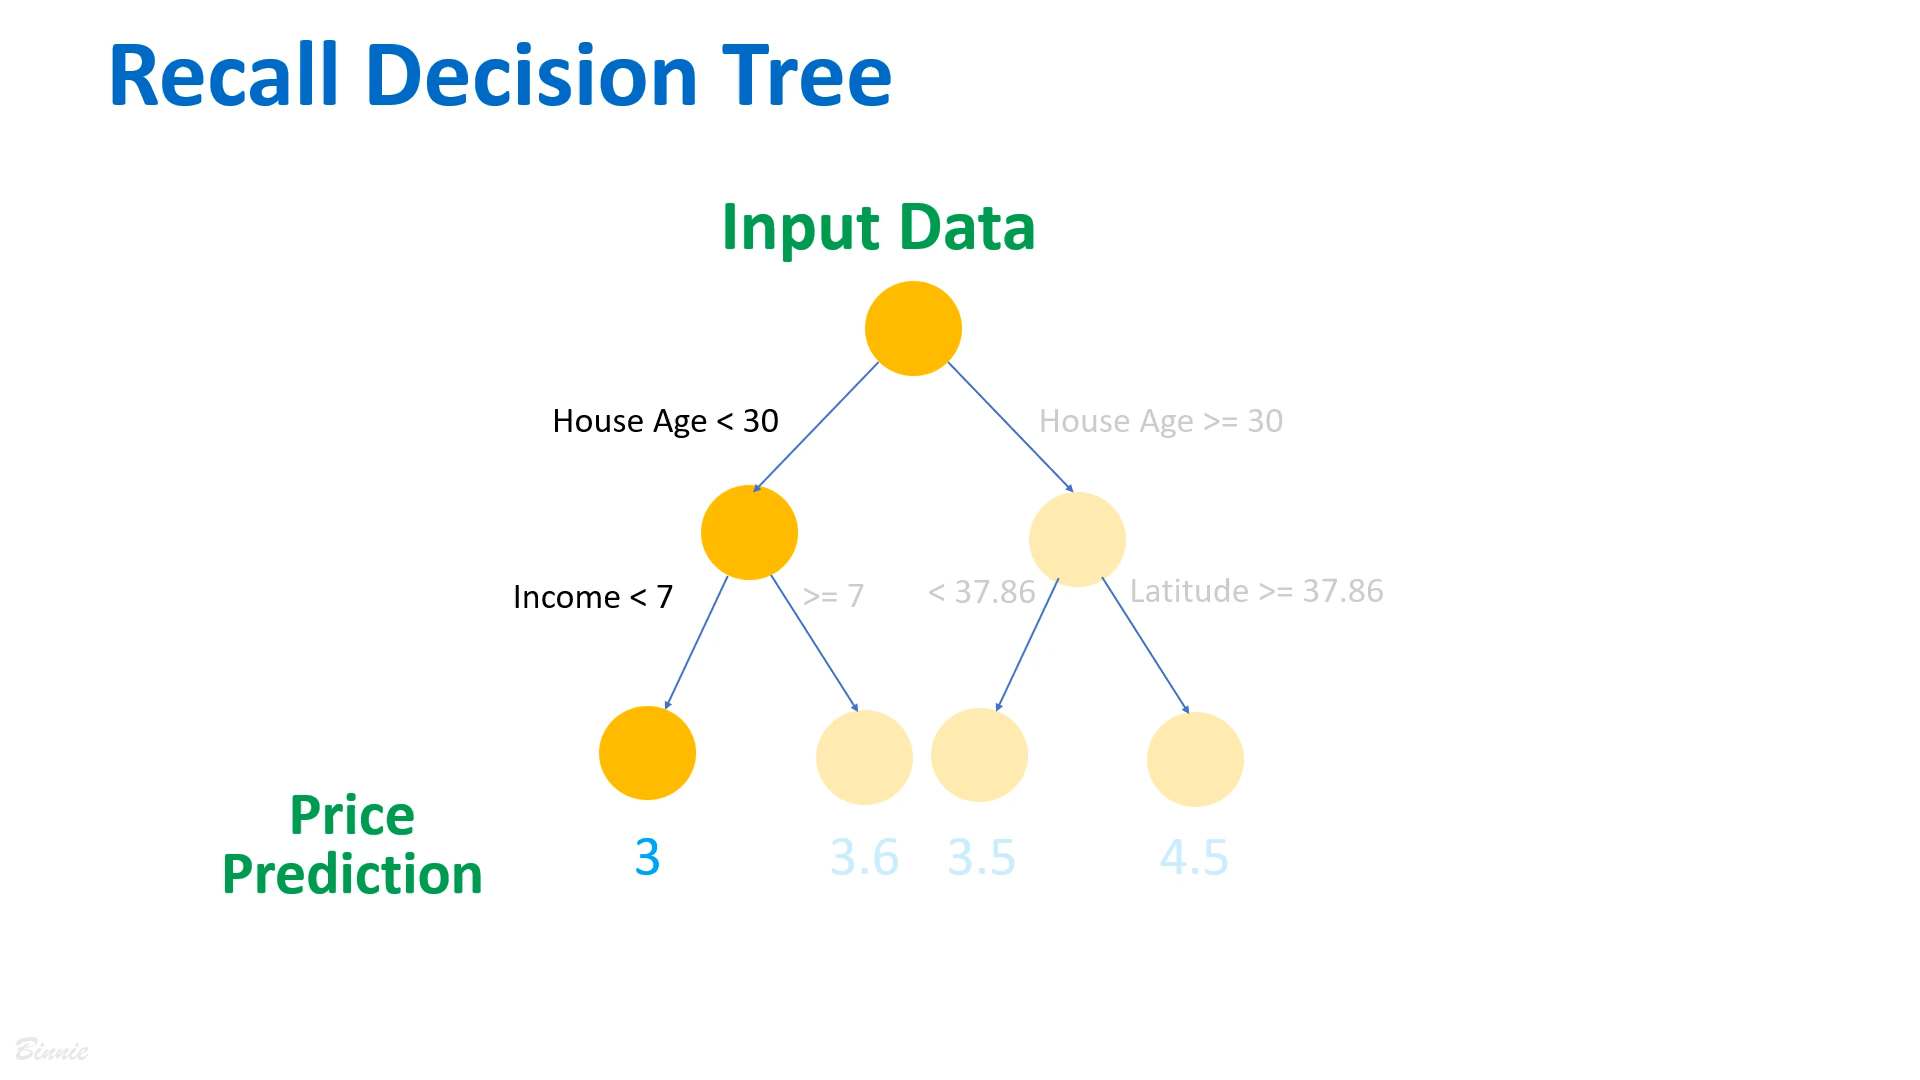 Recall Decision Tree
Input Data
House Age < 30
House Age >= 30
Income < 7
>= 7
< 37.86
Latitude >= 37.86
Price
Prediction
3
3.6
3.5
4.5
Binnie